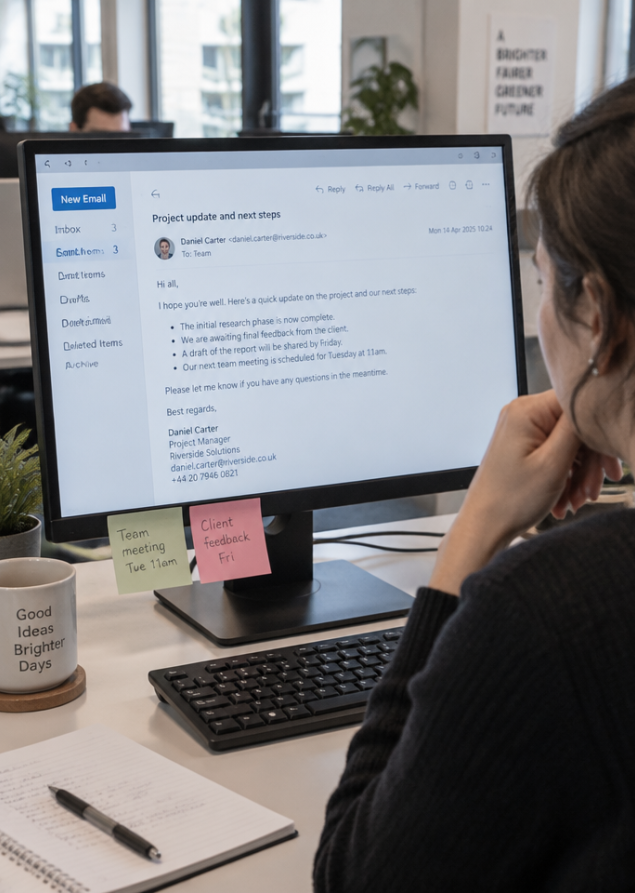 A
BRIGHTER
FAIRER
GREENER
FUTURE
New Email
Inbox 3
3
Deleted Items
Archive
Reply
Reply All
Forward
Project update and next steps
Daniel Carter <daniel.carter@riverside.co.uk>
To: Team
Mon 14 Apr 2025 10.24
Hi all,
I hope you're well. Here's a quick update on the project and our next steps:
• The initial research phase is now complete.
• We are awaiting final feedback from the client.
• A draft of the report will be shared by Friday.
• Our next team meeting is scheduled for Tuesday at 11am.
Please let me know if you have any questions in the meantime.
Best regards,
Daniel Carter
Project Manager
Riverside Solutions
daniel.carter@riverside.co.uk
+44 20 7946 0821
Team
meeting
Tue 11am
Client
feedback
Fri
Good
Ideas
Brighter
Days